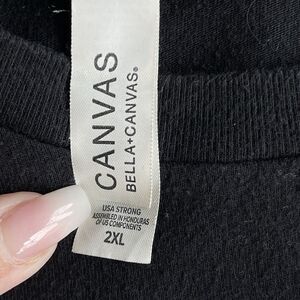 CANVAS
BELLA+CANVAS®
USA STRONG
ASSEMBLED IN HONDURAS
OF US COMPONENTS
2XL